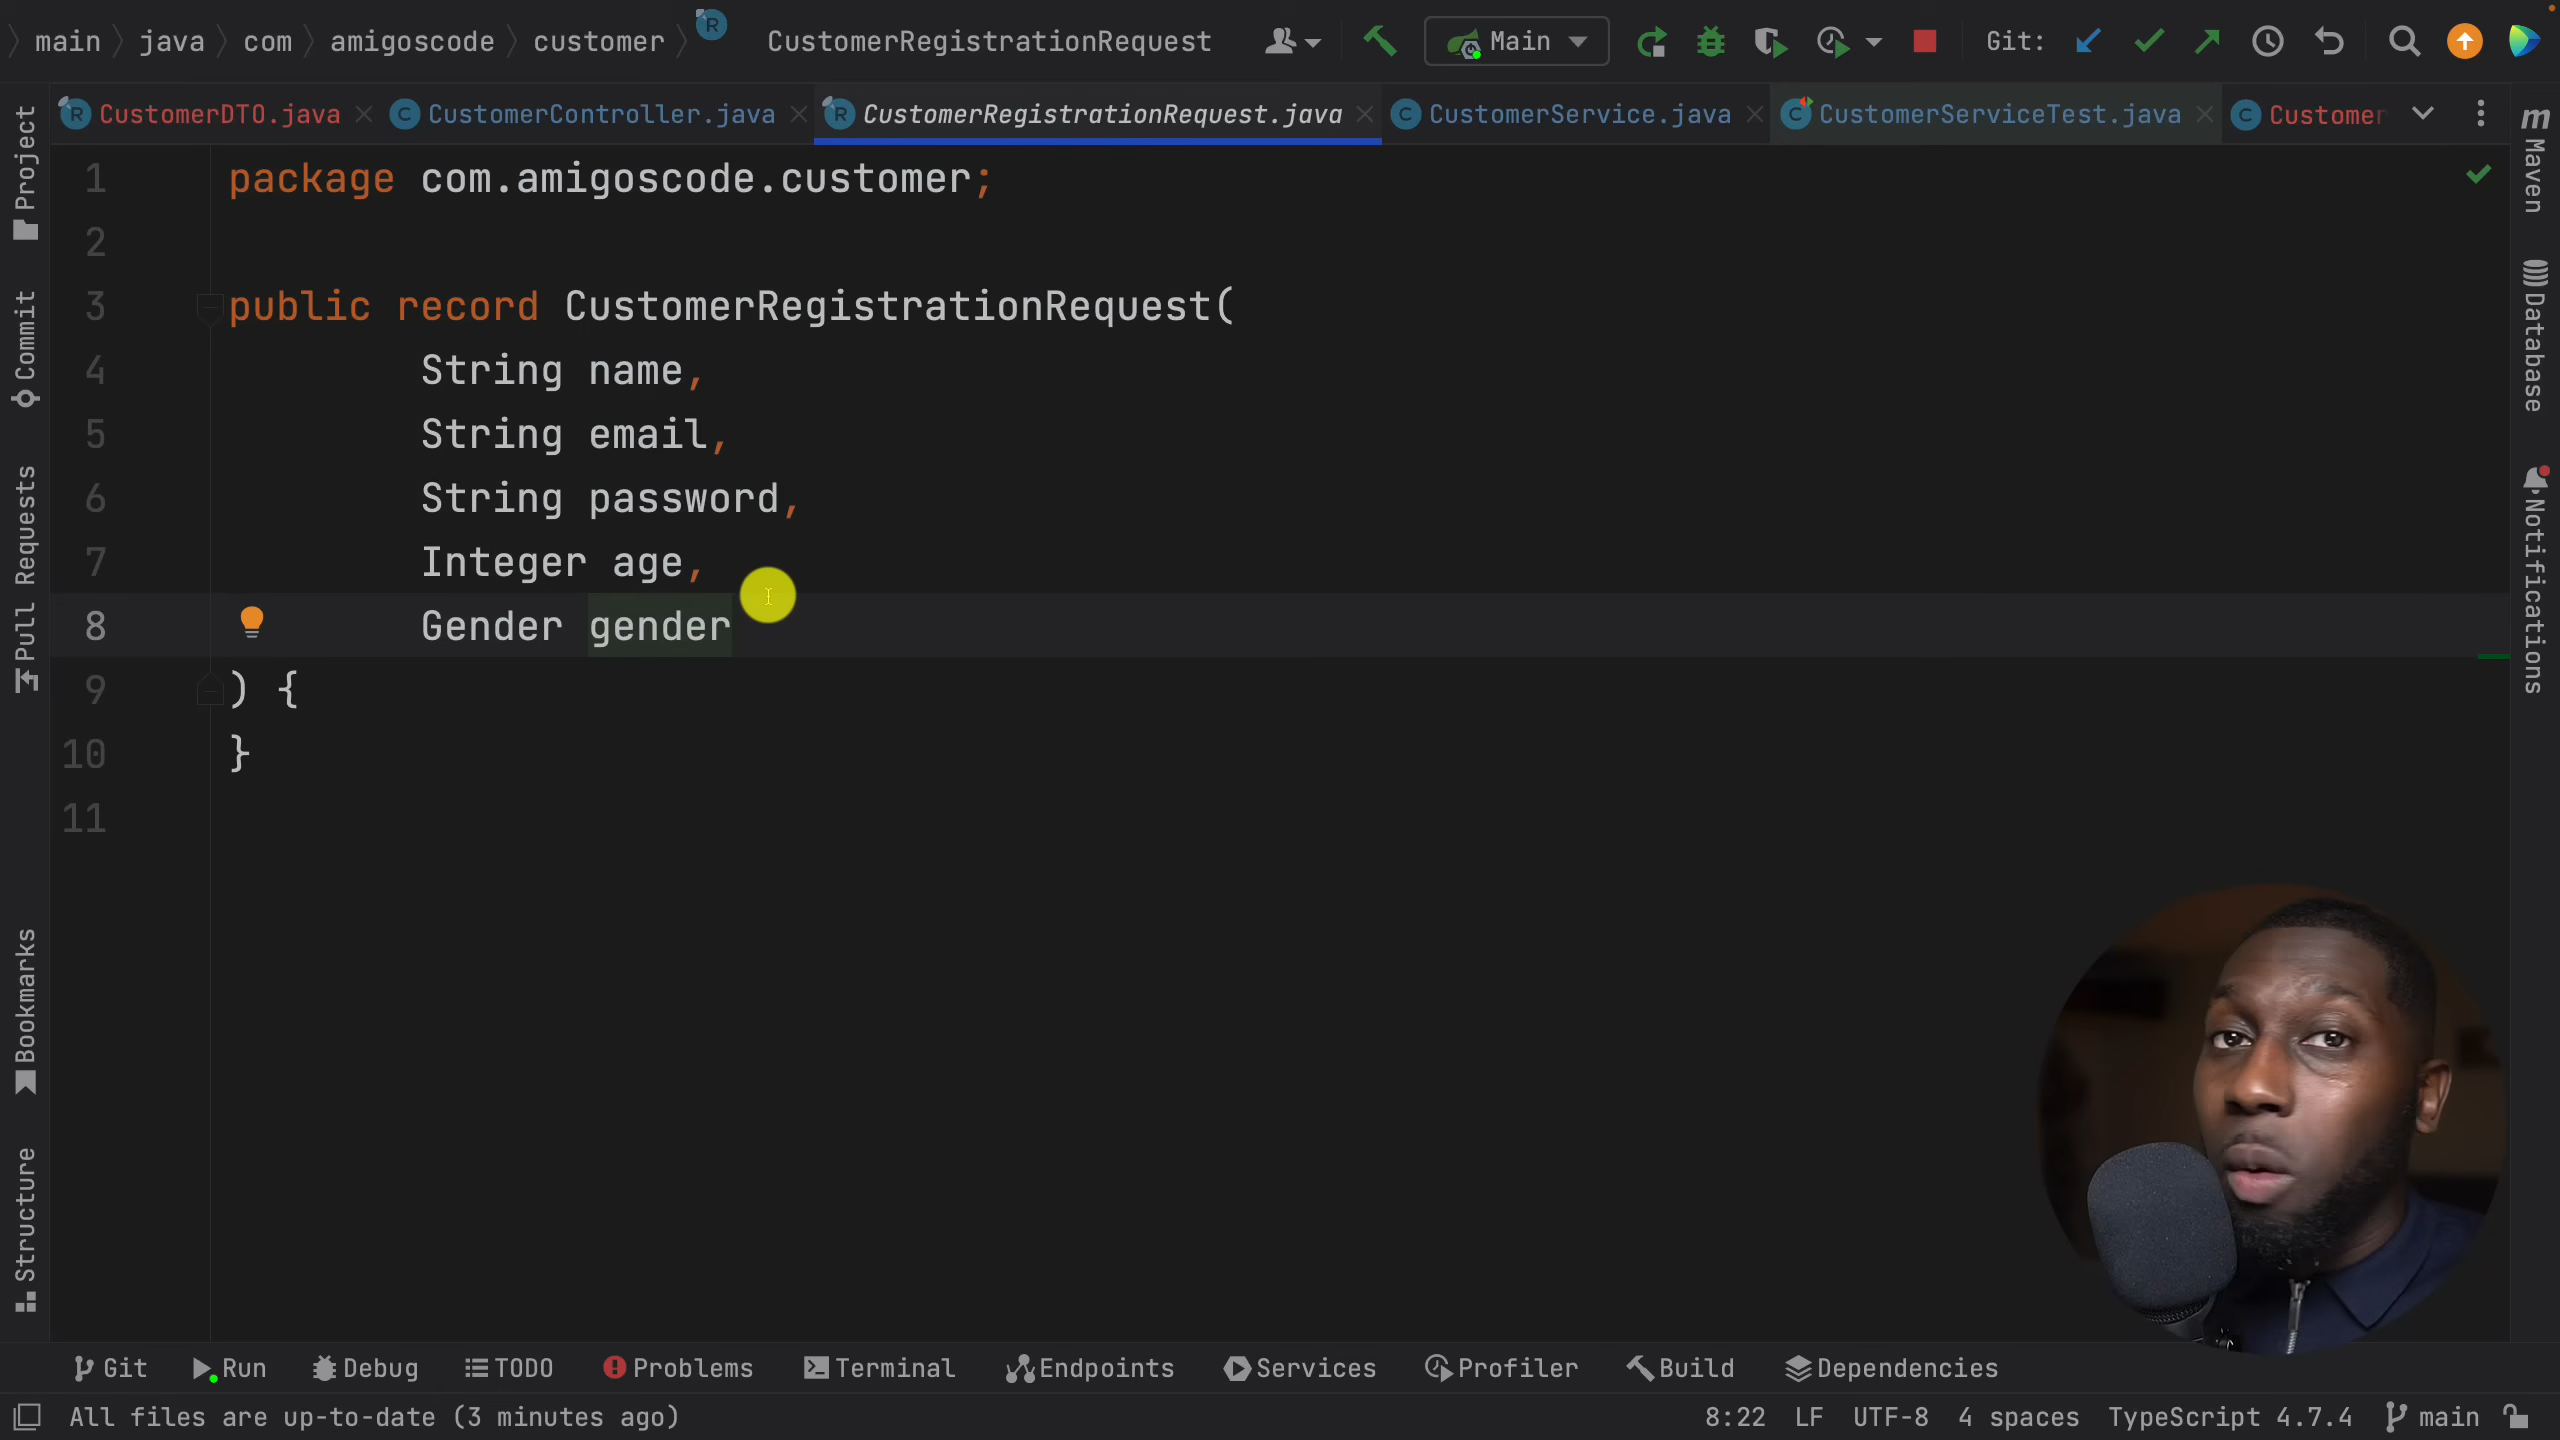 main java com amigoscode customer CustomerRegistrationRequest Main Git:
CustomerDTO.java CustomerController.java CustomerRegistrationRequest.java CustomerService.java CustomerServiceTest.java Customer
Project
Commit
Pull Requests
Bookmarks
Structure
1 package com.amigoscode.customer;
2
3 public record CustomerRegistrationRequest(
4 String name,
5 String email,
6 String password,
7 Integer age,
8 Gender gender
9 ) {
10 }
11
Maven
Database
Notifications
Git Run Debug TODO Problems Terminal Endpoints Services Profiler Build Dependencies
All files are up-to-date (3 minutes ago) 8:22 LF UTF-8 4 spaces TypeScript 4.7.4 main